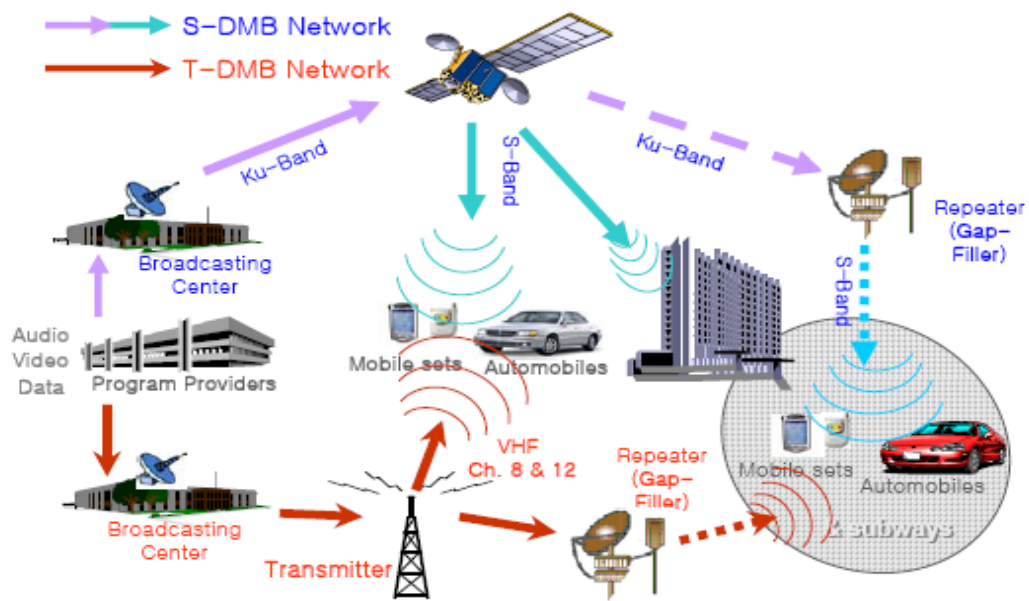 S-DMB Network
T-DMB Network
Ku-Band
S-Band
Ku-Band
Repeater
(Gap-
Filler)
Broadcasting
Center
S-Band
Audio
Video
Data
Program Providers
Mobile sets
Automobiles
VHF
Ch. 8 & 12
Repeater
(Gap-
Filler)
Mobile sets
Automobiles
& subways
Broadcasting
Center
Transmitter